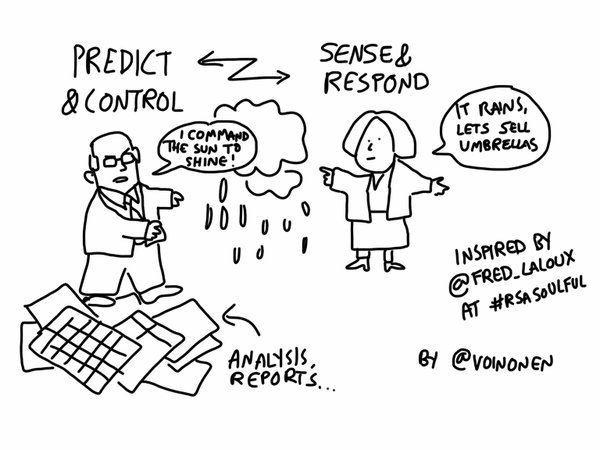 PREDICT
& CONTROL
SENSE &
RESPOND
I COMMAND
THE SUN TO
SHINE!
IT RAINS,
LETS SELL
UMBRELLAS
ANALYSIS,
REPORTS...
INSPIRED BY
@FRED_LALOUX
AT #RSASOULFUL
BY @VOINONEN